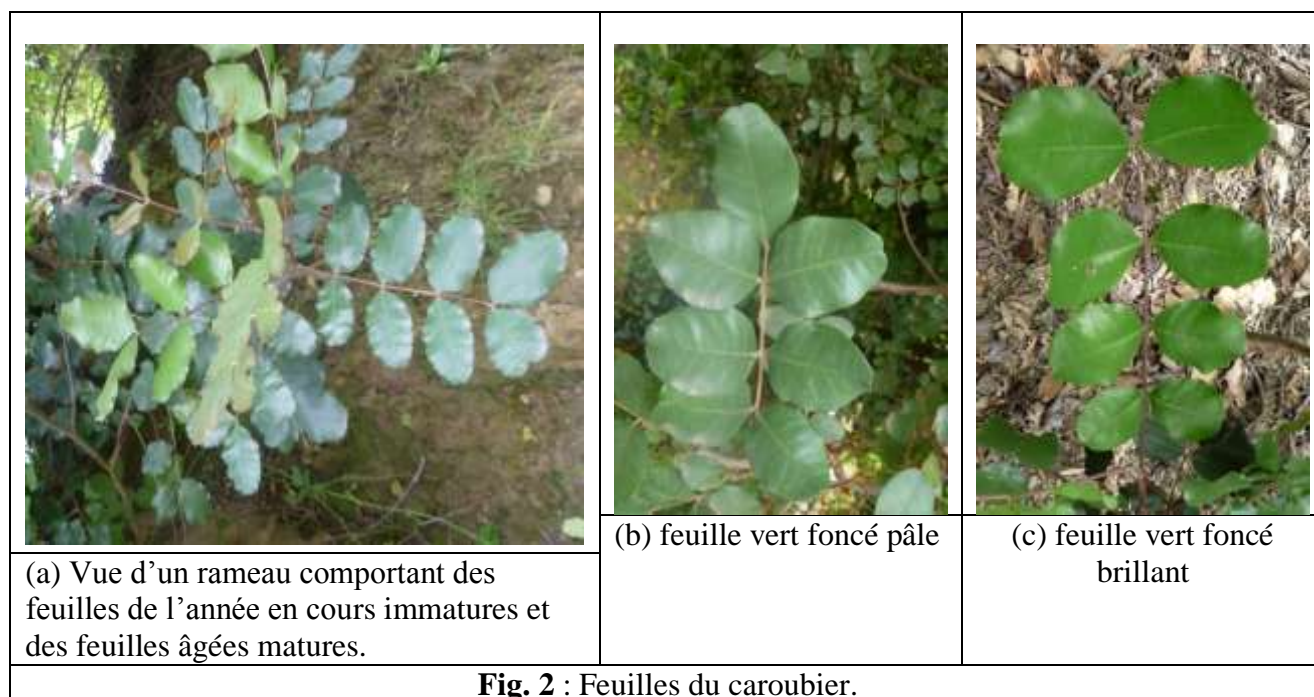 (a) Vue d’un rameau comportant des
feuilles de l’année en cours immatures et
des feuilles âgées matures.
(b) feuille vert foncé pâle
(c) feuille vert foncé
brillant
Fig. 2 : Feuilles du caroubier.